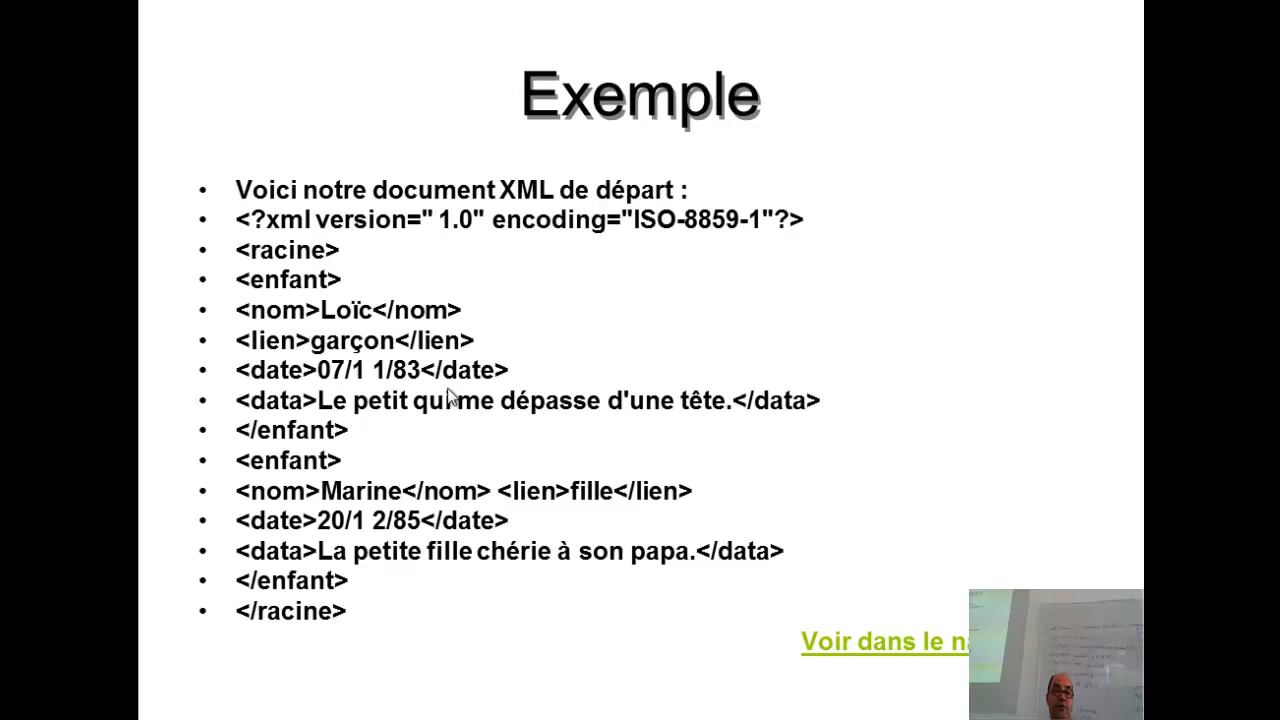 Exemple
• Voici notre document XML de départ :
• <?xml version=" 1.0" encoding="ISO-8859-1"?>
• <racine>
• <enfant>
• <nom>Loïc</nom>
• <lien>garçon</lien>
• <date>07/1 1/83</date>
• <data>Le petit qui me dépasse d'une tête.</data>
• </enfant>
• <enfant>
• <nom>Marine</nom> <lien>fille</lien>
• <date>20/1 2/85</date>
• <data>La petite fille chérie à son papa.</data>
• </enfant>
• </racine>
Voir dans le